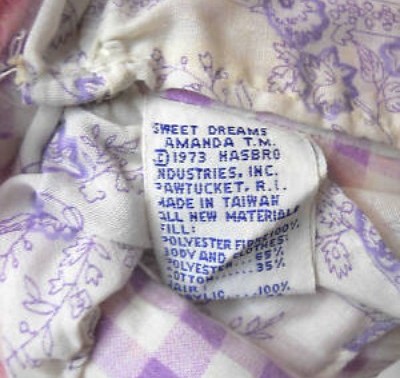 SWEET DREAMS
AMANDA T.M.
© 1973 HASBRO
INDUSTRIES, INC.
PAWTUCKET, R.I.
MADE IN TAIWAN
ALL NEW MATERIAL
FILL:
POLYESTER FIBER 100%
BODY AND CLOTHES:
POLYESTER....65%
COTTON.......35%
HAIR:
ACRYLIC.....100%